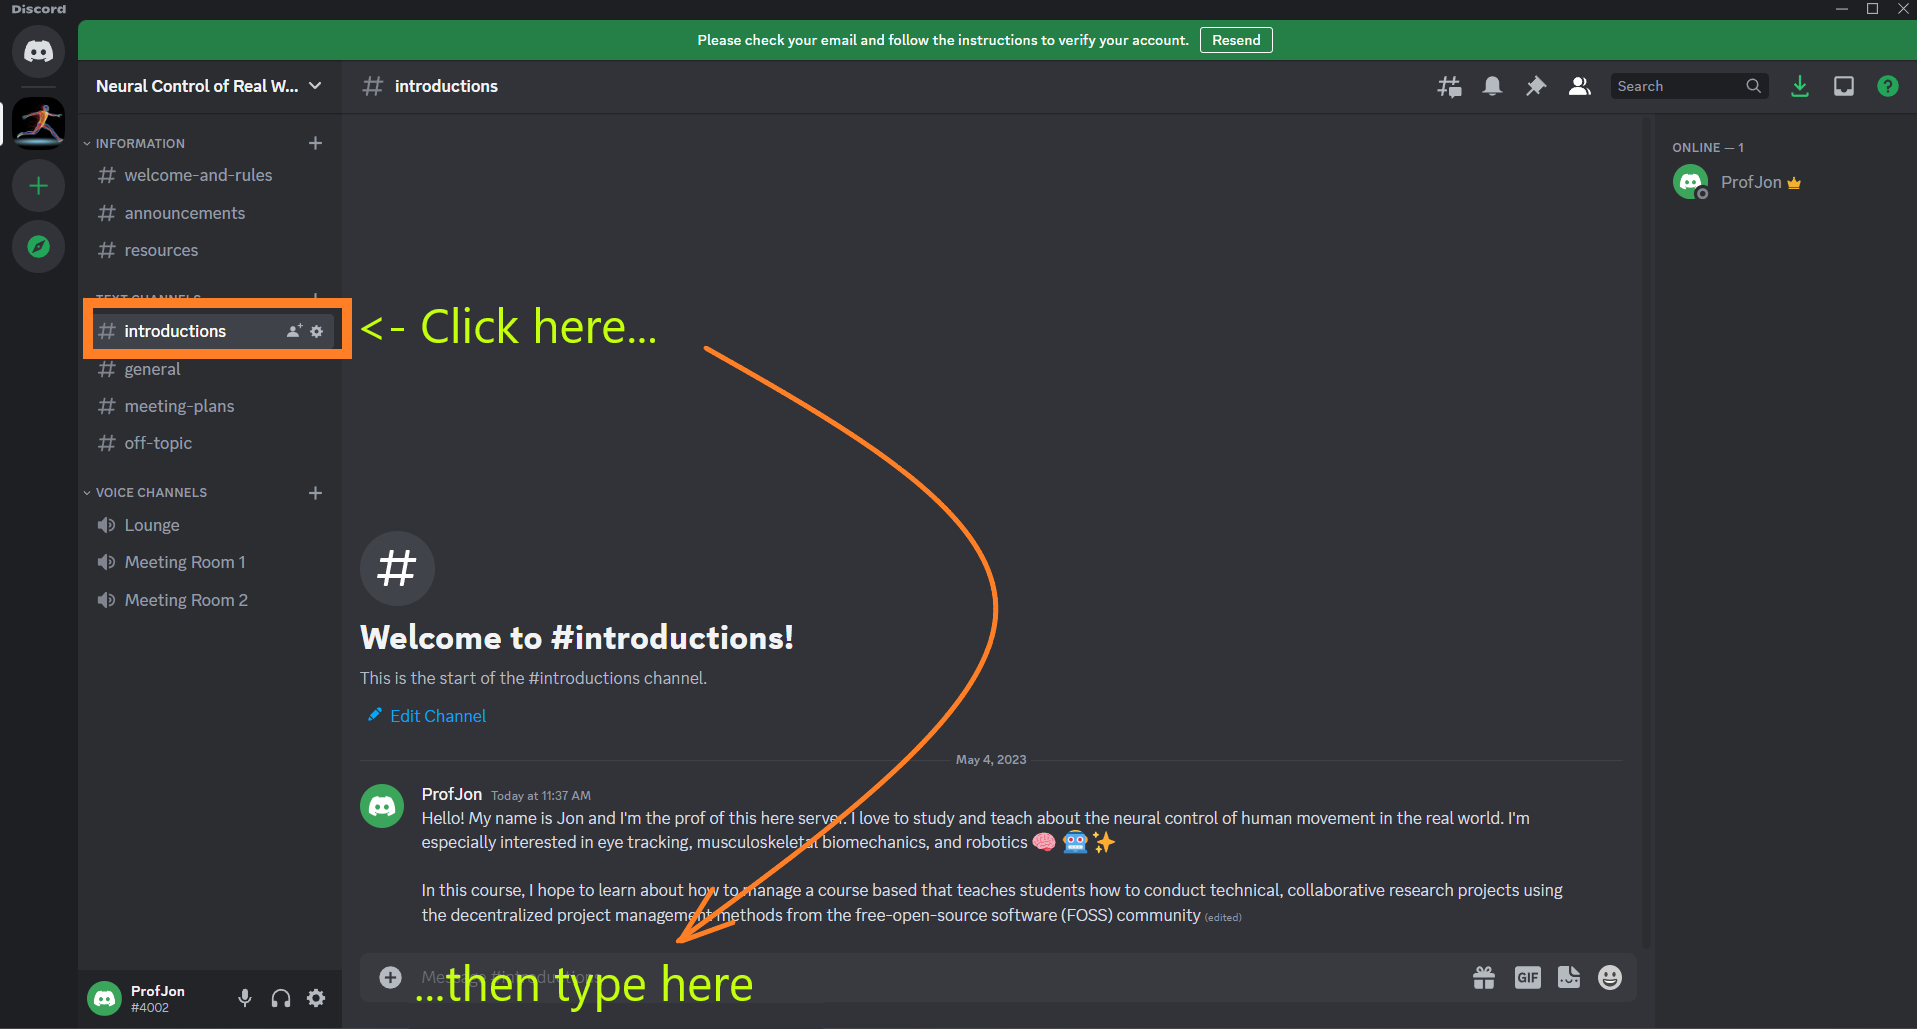 Discord
Please check your email and follow the instructions to verify your account. Resend
Neural Control of Real W...
introductions
Search
INFORMATION
welcome-and-rules
announcements
resources
TEXT CHANNELS
introductions
<- Click here...
general
meeting-plans
off-topic
VOICE CHANNELS
Lounge
Meeting Room 1
Meeting Room 2
ProfJon
#4002
#
Welcome to #introductions!
This is the start of the #introductions channel.
Edit Channel
May 4, 2023
ProfJon Today at 11:37 AM
Hello! My name is Jon and I'm the prof of this here server. I love to study and teach about the neural control of human movement in the real world. I'm
especially interested in eye tracking, musculoskeletal biomechanics, and robotics 🧠 🤖 ✨
In this course, I hope to learn about how to manage a course based that teaches students how to conduct technical, collaborative research projects using
the decentralized project management methods from the free-open-source software (FOSS) community (edited)
Message #introductions
...then type here
GIF
ONLINE — 1
ProfJon